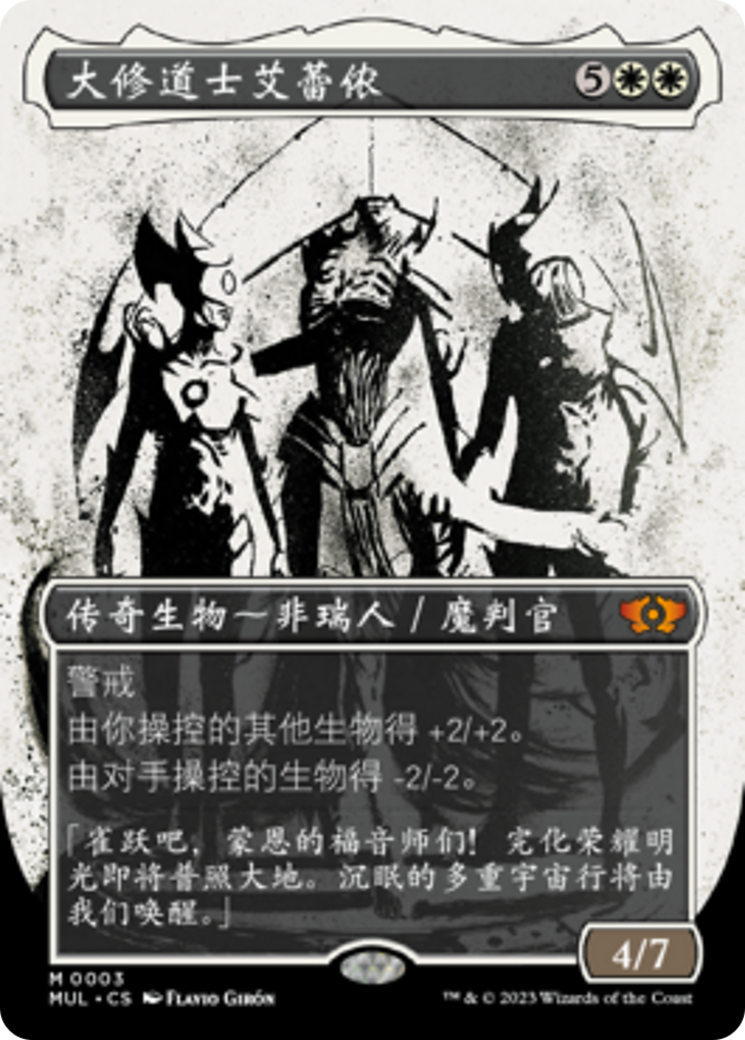 大修道士艾蕾侬 5
传奇生物～非瑞人 / 魔判官
警戒
由你操控的其他生物得 +2/+2。
由对手操控的生物得 -2/-2。
「雀跃吧，蒙恩的福音师们！完化荣耀明
光即将普照大地。沉眠的多重宇宙行将由
我们唤醒。」
4/7
M 0003
MUL • CS Flavio Girón
™ & © 2023 Wizards of the Coast